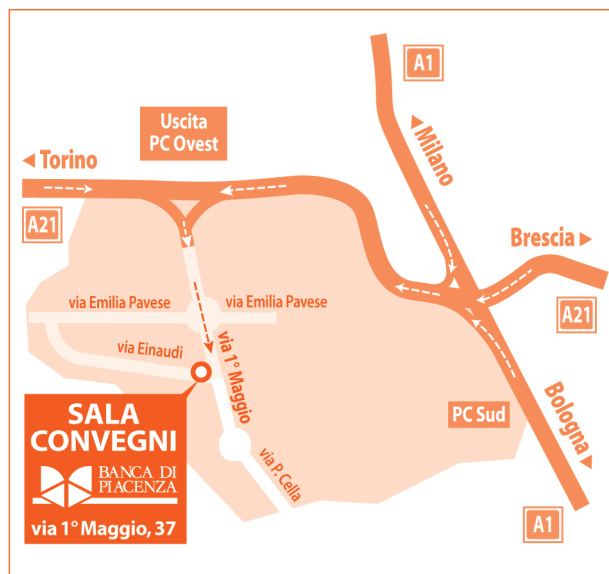 A1
Uscita
PC Ovest
Milano
Torino
A21
Brescia
A21
via Emilia Pavese
via Emilia Pavese
via Einaudi
via 1° Maggio
SALA
CONVEGNI
BANCA DI
PIACENZA
via 1° Maggio, 37
PC Sud
Bologna
via P. Cella
A1